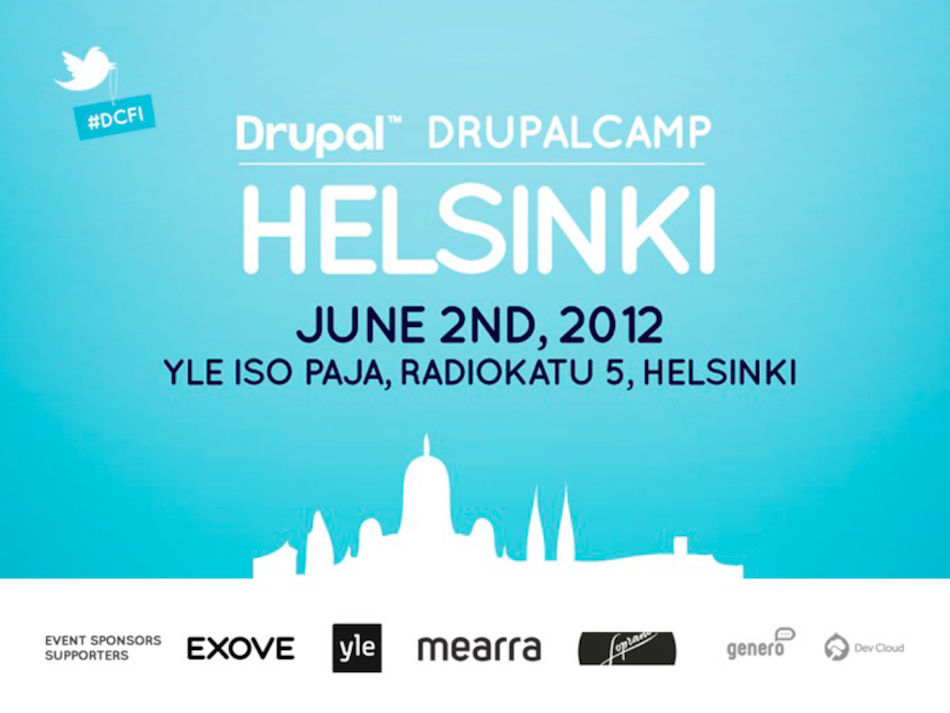 #DCFI
Drupal™ DRUPALCAMP
HELSINKI
JUNE 2ND, 2012
YLE ISO PAJA, RADIOKATU 5, HELSINKI
EVENT SPONSORS
SUPPORTERS
EXOVE
yle
mearra
Soprano
genero
Dev Cloud